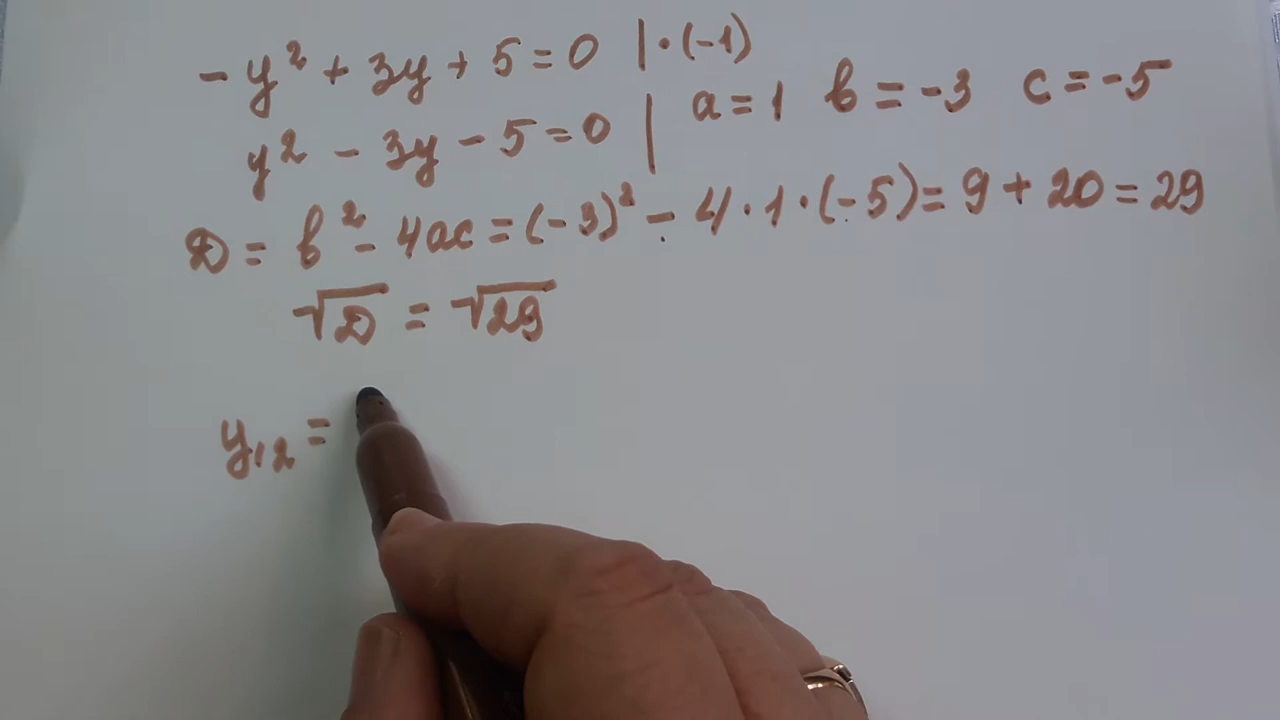 -y² + 3y + 5 = 0 | · (-1)
y² - 3y - 5 = 0 | a = 1 b = -3 c = -5
D = b² - 4ac = (-3)² - 4 · 1 · (-5) = 9 + 20 = 29
√D = √29
y₁₂ =